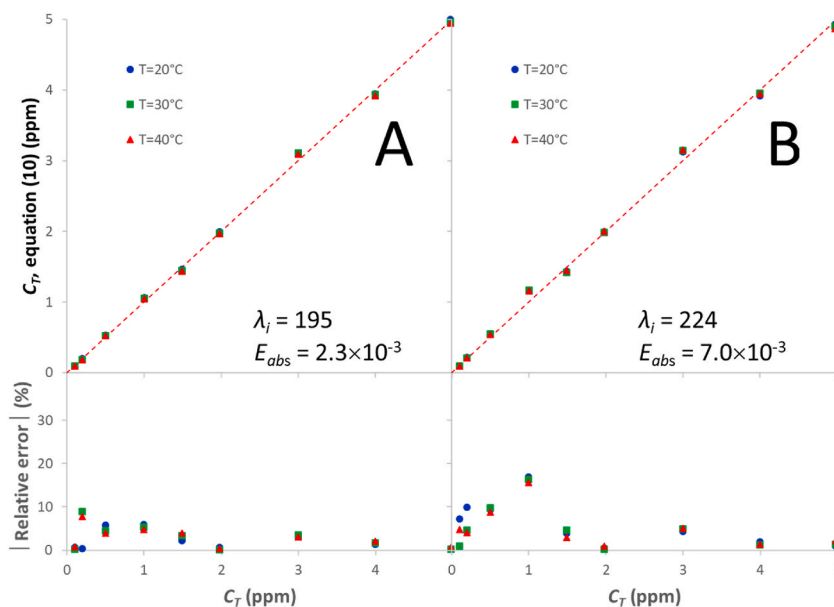 5
4
3
2
1
0
C_T, equation (10) (ppm)
T=20°C
T=30°C
T=40°C
A
λ_i = 195
E_abs = 2.3×10⁻³
T=20°C
T=30°C
T=40°C
B
λ_i = 224
E_abs = 7.0×10⁻³
| Relative error | (%)
30
20
10
0
0 1 2 3 4 0 1 2 3 4 5
C_T (ppm) C_T (ppm)